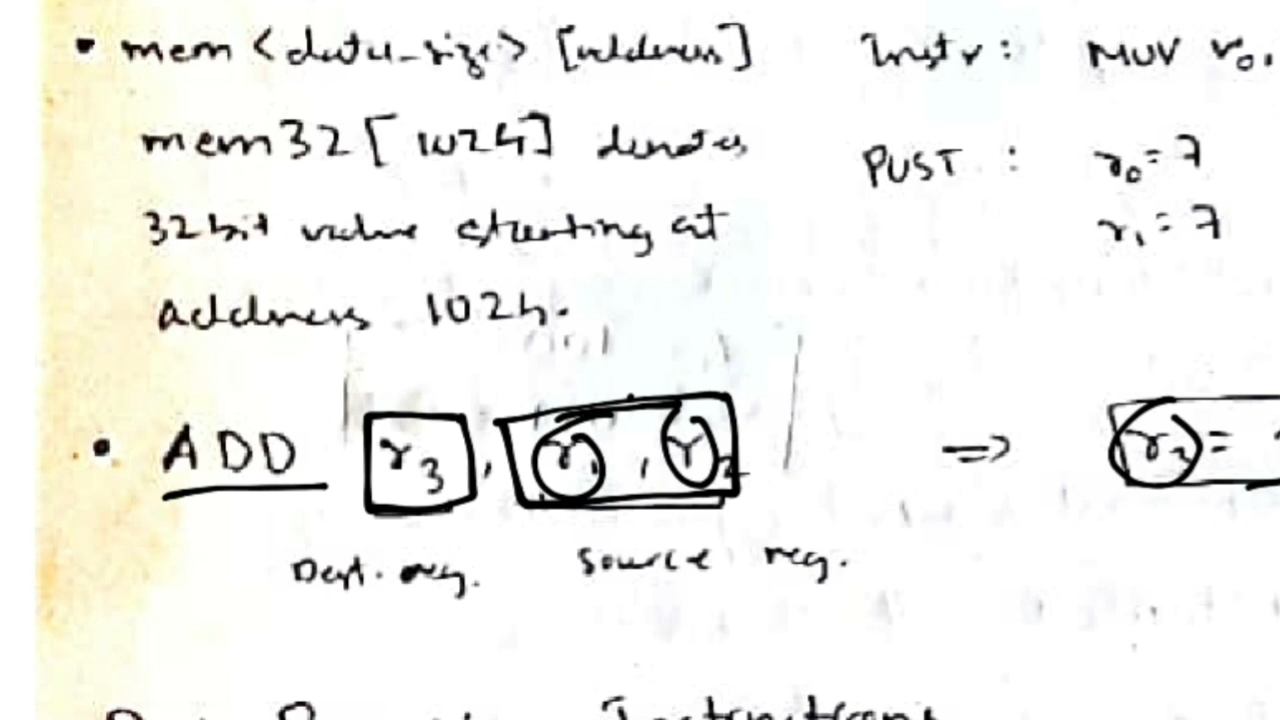 • mem <data-size> [address]
mem32 [1024] denotes
32bit value starting at
address 1024.
Instr: MOV r0,
POST : r0 = 7
r1 = 7
• ADD r3, r1, r2 => r3 =
Dest. reg. Source reg.
Instructions